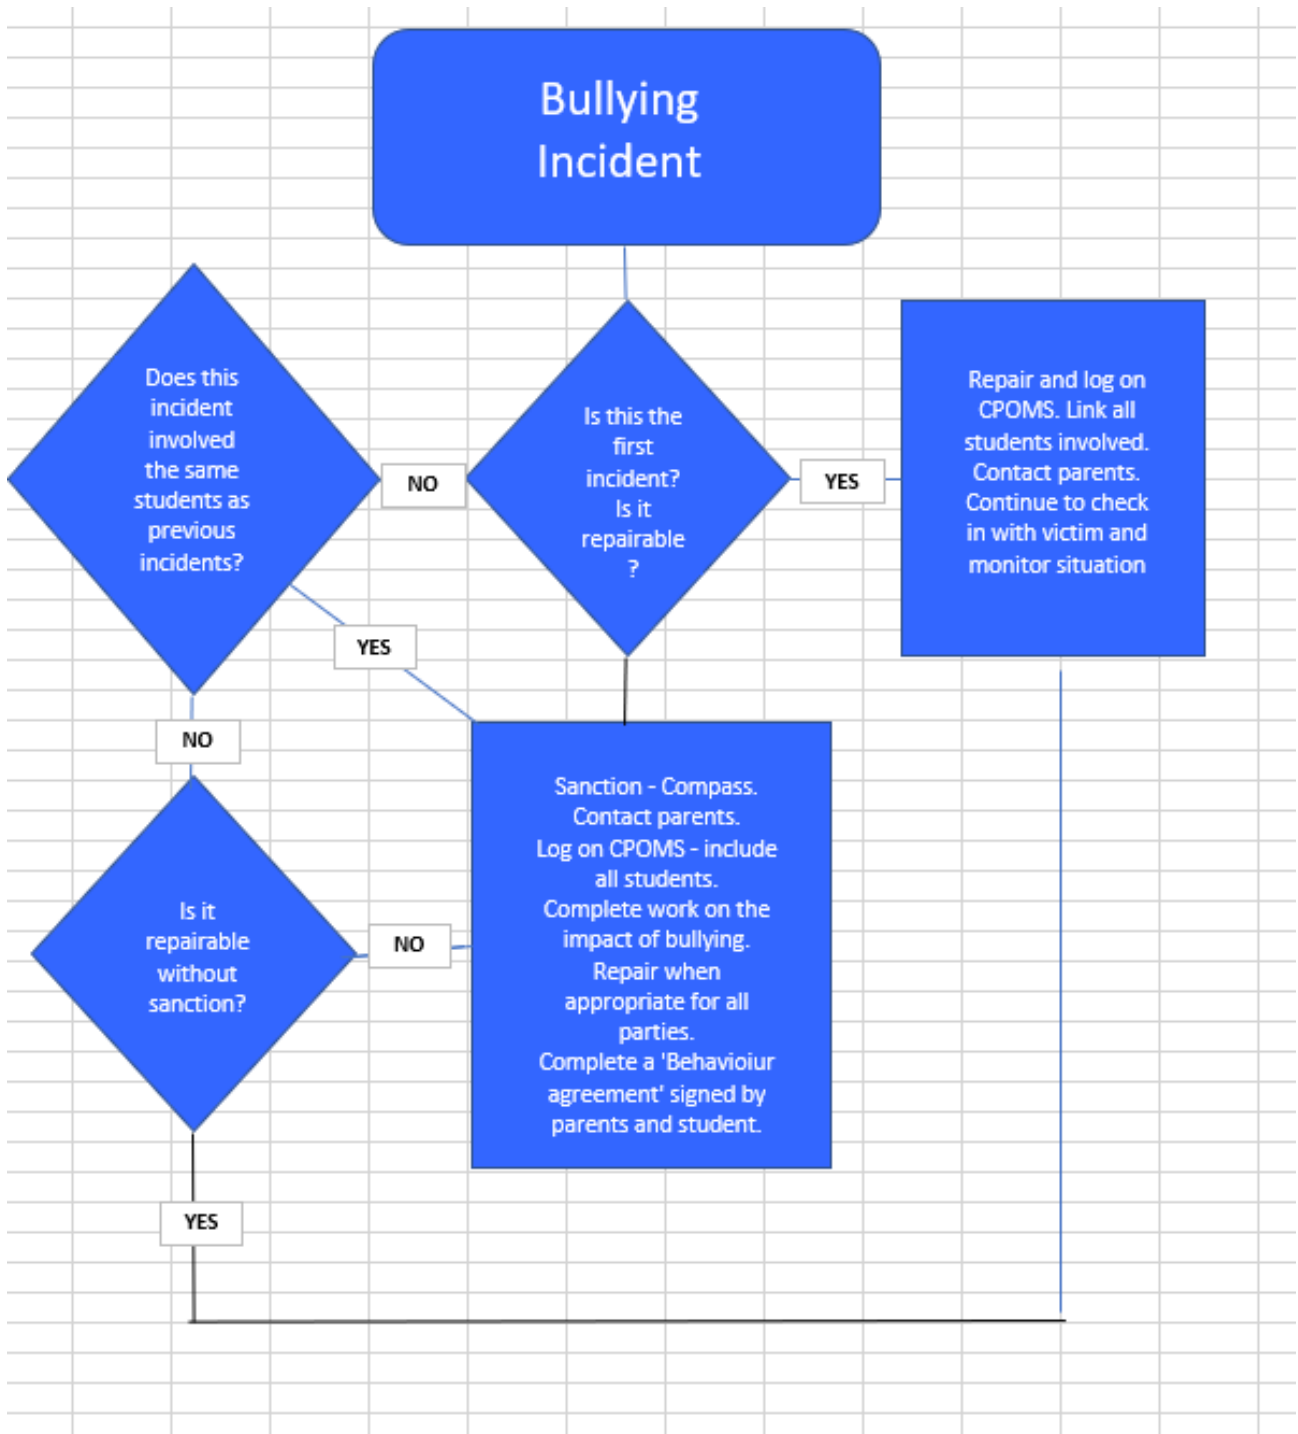 Bullying
Incident
Does this
incident
involved
the same
students as
previous
incidents?
NO
Is this the
first
incident?
Is it
repairable
?
YES
Repair and log on
CPOMS. Link all
students involved.
Contact parents.
Continue to check
in with victim and
monitor situation
YES
NO
Is it
repairable
without
sanction?
NO
Sanction - Compass.
Contact parents.
Log on CPOMS - include
all students.
Complete work on the
impact of bullying.
Repair when
appropriate for all
parties.
Complete a 'Behavioiur
agreement' signed by
parents and student.
YES